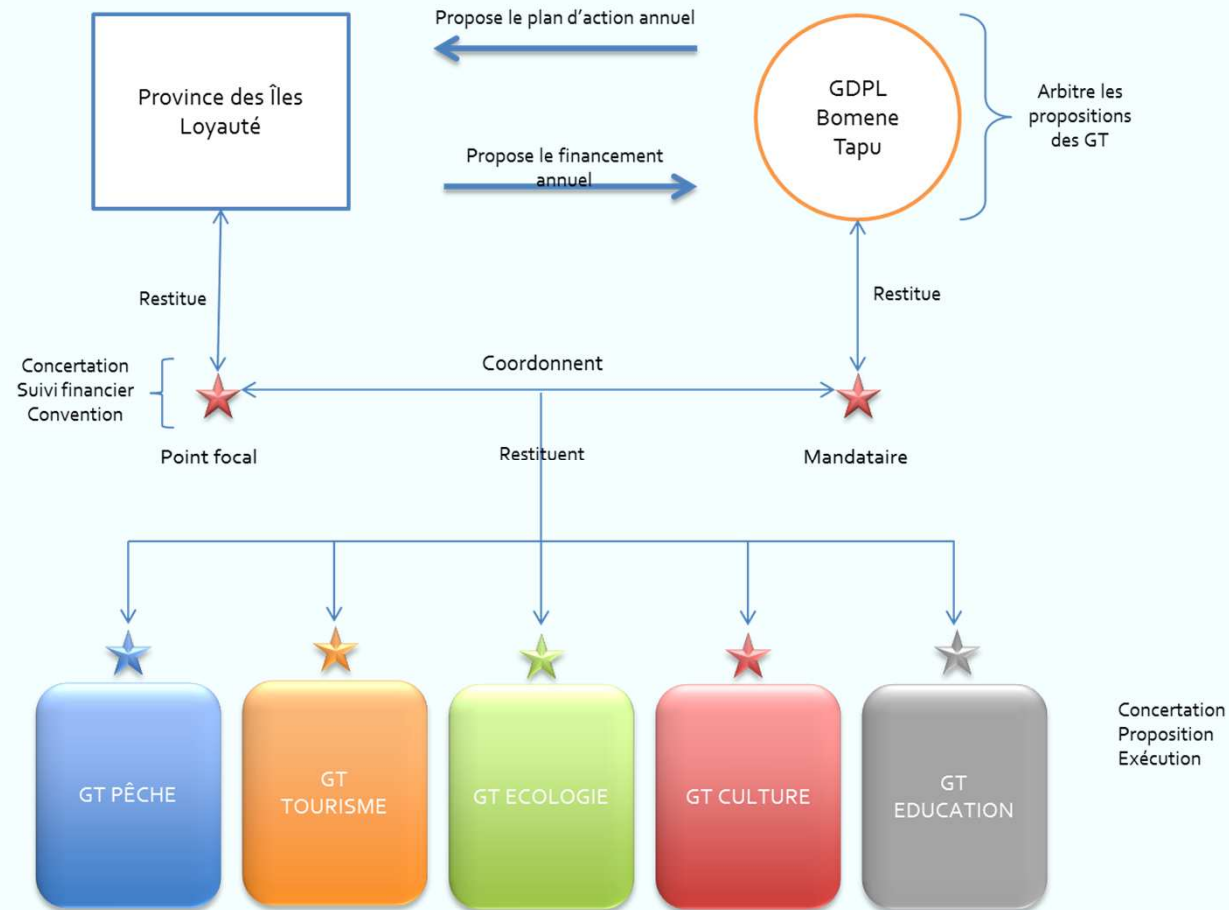 Propose le plan d’action annuel
Province des Îles
Loyauté
GDPL
Bomene
Tapu
Arbitre les
propositions
des GT
Propose le financement
annuel
Restitue
Restitue
Concertation
Suivi financier
Convention
Coordonnent
Point focal
Restituent
Mandataire
GT PÊCHE
GT
TOURISME
GT ECOLOGIE
GT CULTURE
GT
EDUCATION
Concertation
Proposition
Exécution